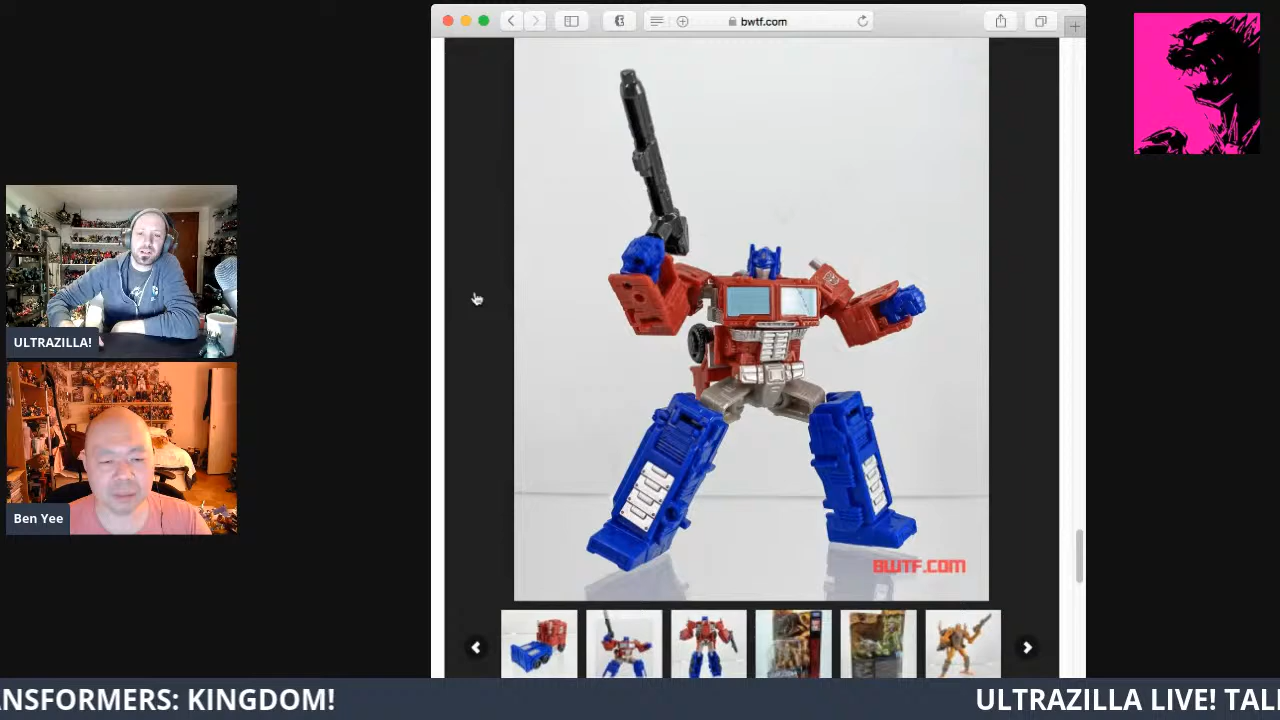 bwtf.com
ULTRAZILLA!
Ben Yee
BWTF.COM
NSFORMERS: KINGDOM!
ULTRAZILLA LIVE! TAL